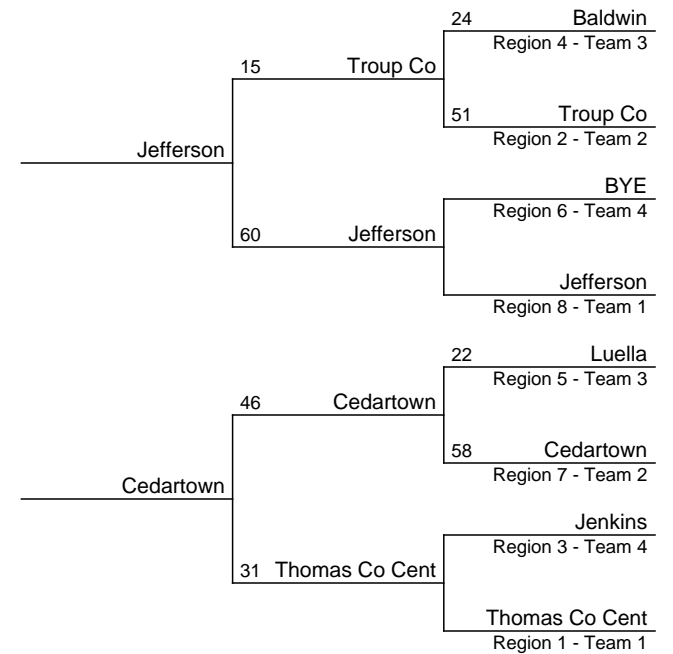 24 Baldwin
Region 4 - Team 3
15 Troup Co
51 Troup Co
Region 2 - Team 2
Jefferson
BYE
Region 6 - Team 4
60 Jefferson
Jefferson
Region 8 - Team 1
22 Luella
Region 5 - Team 3
46 Cedartown
58 Cedartown
Region 7 - Team 2
Cedartown
Jenkins
Region 3 - Team 4
31 Thomas Co Cent
Thomas Co Cent
Region 1 - Team 1